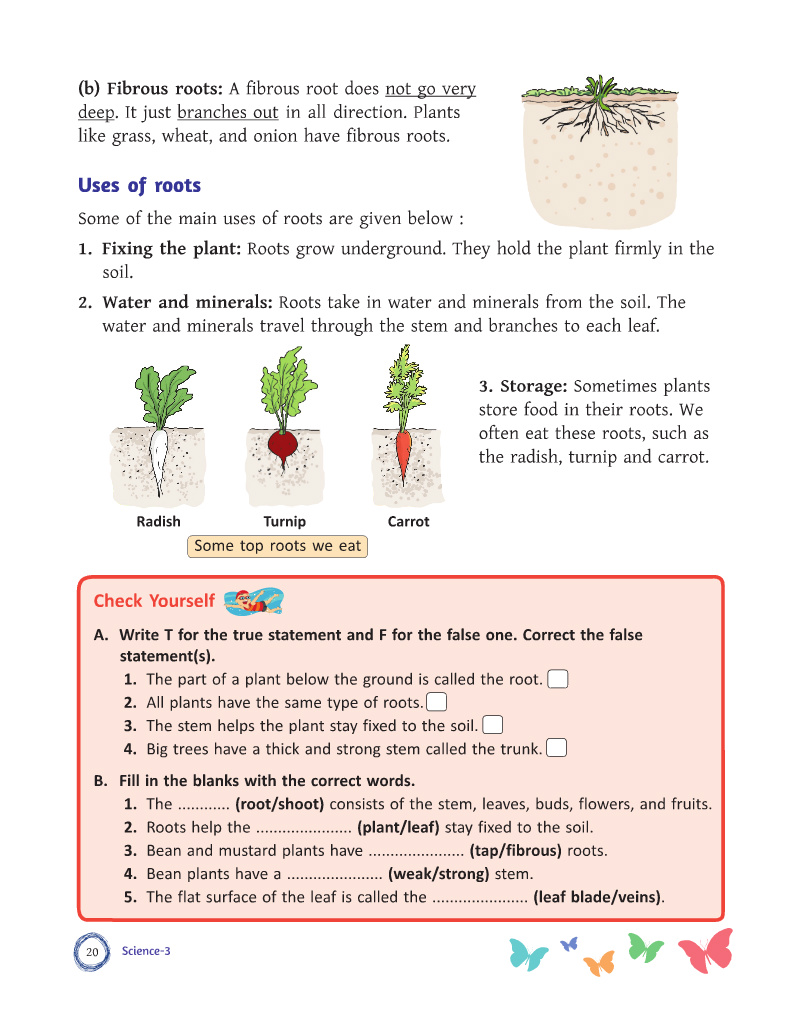 (b) Fibrous roots: A fibrous root does not go very
deep. It just branches out in all direction. Plants
like grass, wheat, and onion have fibrous roots.
Uses of roots
Some of the main uses of roots are given below :
1. Fixing the plant: Roots grow underground. They hold the plant firmly in the
soil.
2. Water and minerals: Roots take in water and minerals from the soil. The
water and minerals travel through the stem and branches to each leaf.
3. Storage: Sometimes plants
store food in their roots. We
often eat these roots, such as
the radish, turnip and carrot.
Radish Turnip Carrot
Some top roots we eat
Check Yourself
A. Write T for the true statement and F for the false one. Correct the false
statement(s).
1. The part of a plant below the ground is called the root.
2. All plants have the same type of roots.
3. The stem helps the plant stay fixed to the soil.
4. Big trees have a thick and strong stem called the trunk.
B. Fill in the blanks with the correct words.
1. The ............ (root/shoot) consists of the stem, leaves, buds, flowers, and fruits.
2. Roots help the ...................... (plant/leaf) stay fixed to the soil.
3. Bean and mustard plants have ...................... (tap/fibrous) roots.
4. Bean plants have a ...................... (weak/strong) stem.
5. The flat surface of the leaf is called the ...................... (leaf blade/veins).
20 Science-3